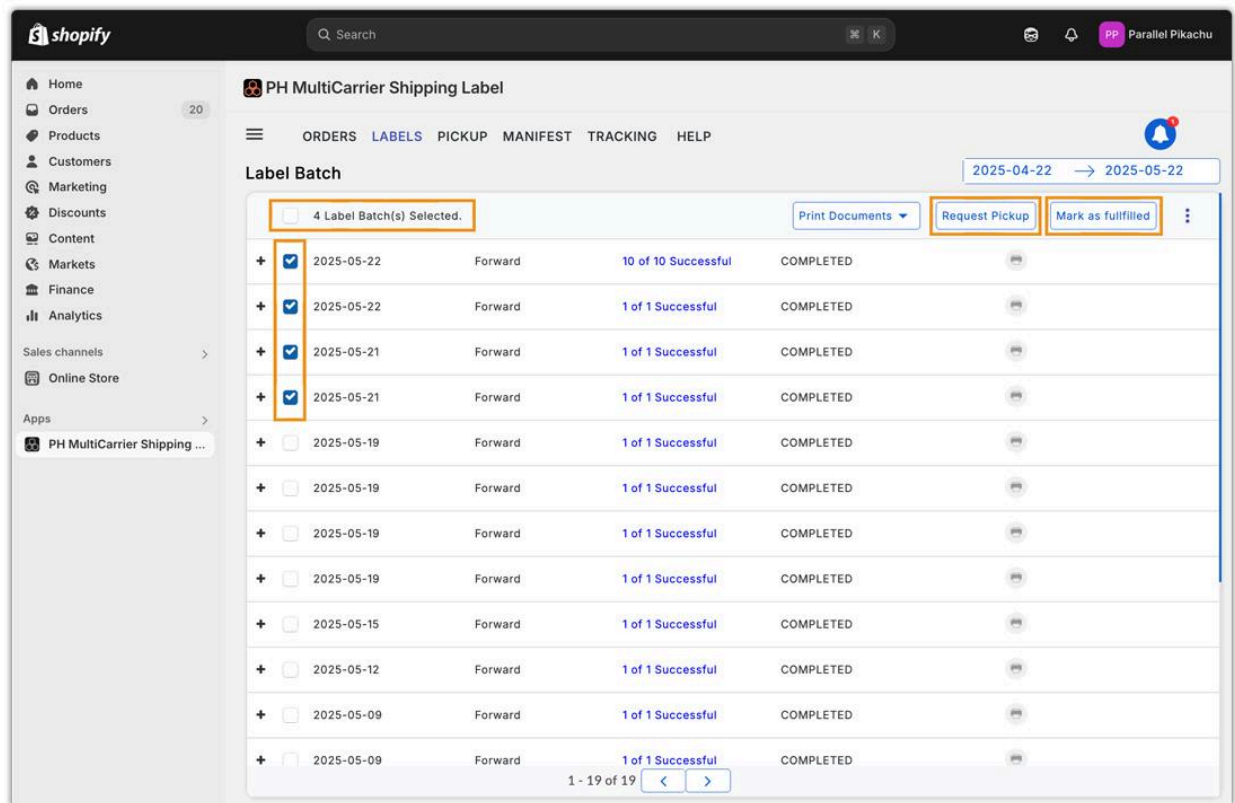 shopify
Search
⌘ K
PP Parallel Pikachu
Home
Orders 20
Products
Customers
Marketing
Discounts
Content
Markets
Finance
Analytics
Sales channels
Online Store
Apps
PH MultiCarrier Shipping ...
PH MultiCarrier Shipping Label
ORDERS LABELS PICKUP MANIFEST TRACKING HELP
1
Label Batch
2025-04-22 → 2025-05-22
4 Label Batch(s) Selected. Print Documents Request Pickup Mark as fullfilled
+ 2025-05-22 Forward 10 of 10 Successful COMPLETED
+ 2025-05-22 Forward 1 of 1 Successful COMPLETED
+ 2025-05-21 Forward 1 of 1 Successful COMPLETED
+ 2025-05-21 Forward 1 of 1 Successful COMPLETED
+ 2025-05-19 Forward 1 of 1 Successful COMPLETED
+ 2025-05-19 Forward 1 of 1 Successful COMPLETED
+ 2025-05-19 Forward 1 of 1 Successful COMPLETED
+ 2025-05-19 Forward 1 of 1 Successful COMPLETED
+ 2025-05-15 Forward 1 of 1 Successful COMPLETED
+ 2025-05-12 Forward 1 of 1 Successful COMPLETED
+ 2025-05-09 Forward 1 of 1 Successful COMPLETED
+ 2025-05-09 Forward 1 of 1 Successful COMPLETED
1 - 19 of 19 < >